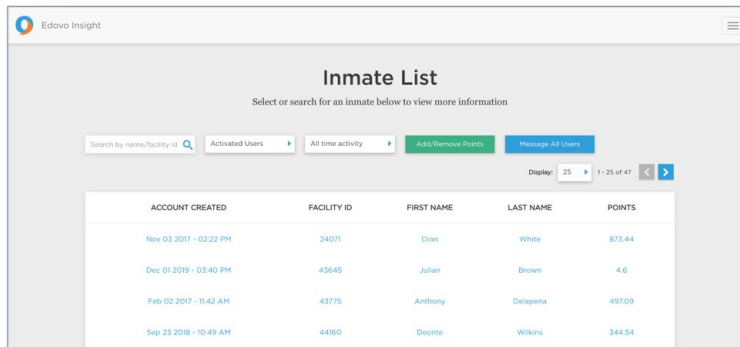 Edovo Insight
Inmate List
Select or search for an inmate below to view more information
Search by name/facility id Activated Users All time activity Add/Remove Points Message All Users
Display: 25 1 - 25 of 47
ACCOUNT CREATED FACILITY ID FIRST NAME LAST NAME POINTS
Nov 03 2017 - 02:22 PM 24071 Dion White 873.44
Dec 01 2019 - 03:40 PM 43645 Julian Brown 4.6
Feb 02 2017 - 11:42 AM 43775 Anthony Delapena 497.09
Sep 23 2018 - 10:49 AM 44160 Deonte Wilkins 344.54